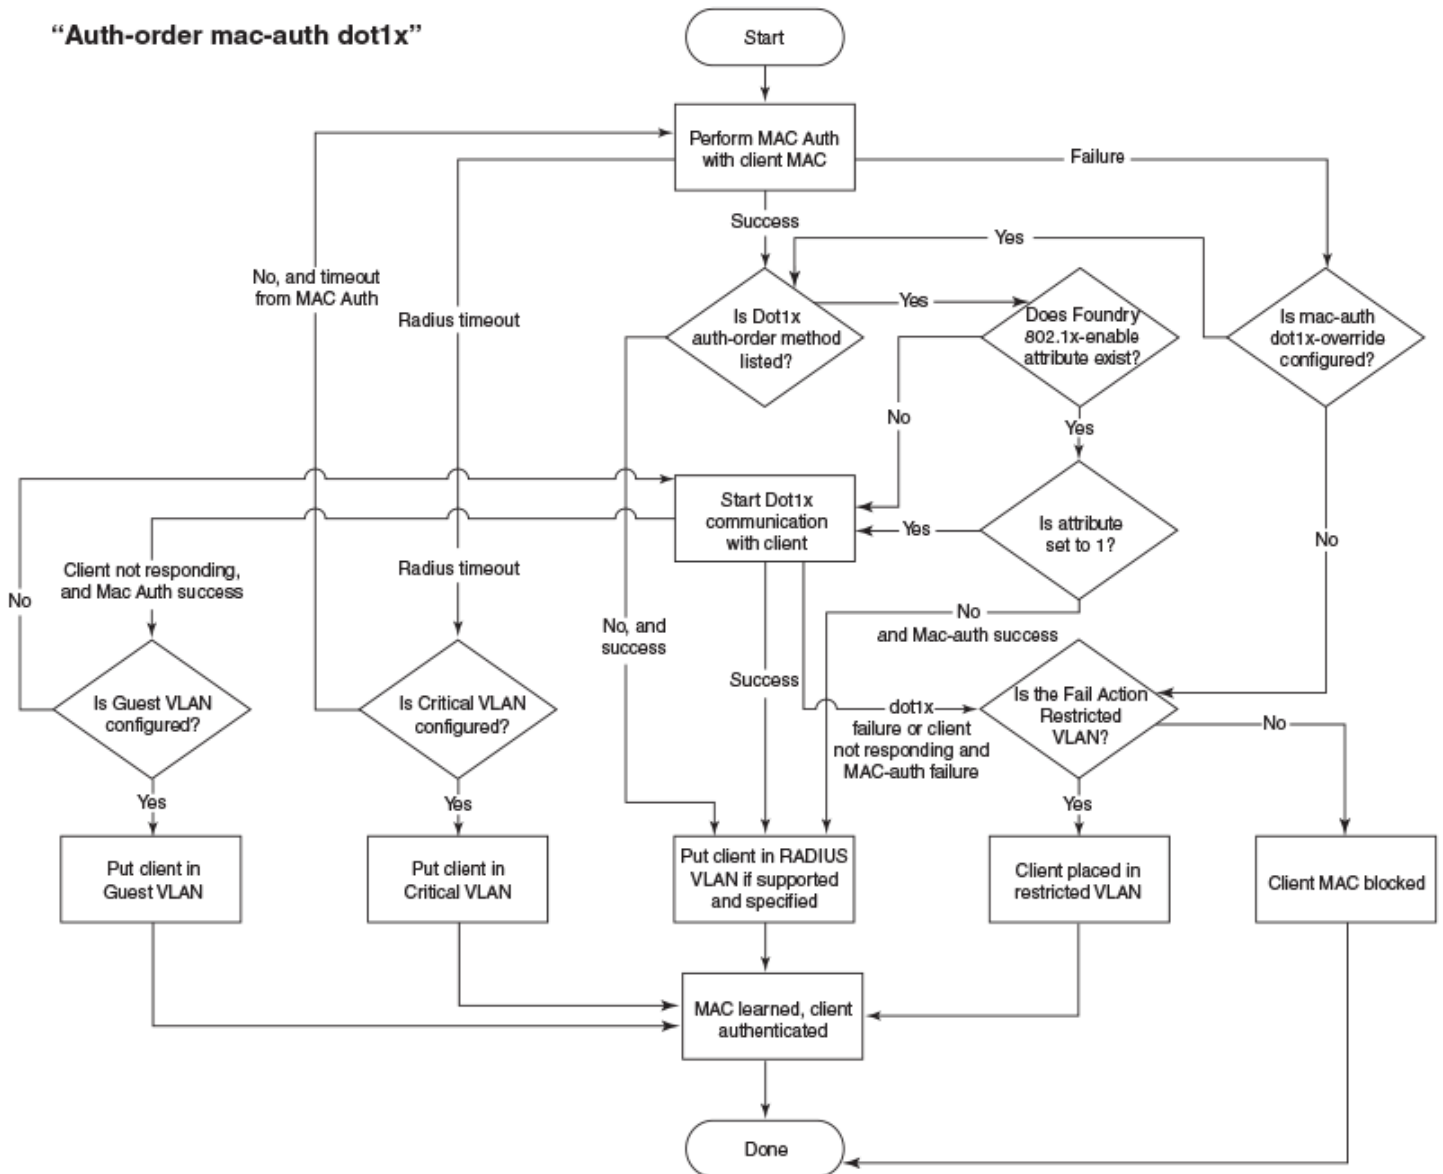 “Auth-order mac-auth dot1x”
Start
Perform MAC Auth
with client MAC
Failure
Success
Yes
No, and timeout
from MAC Auth
Radius timeout
Is Dot1x
auth-order method
listed?
Yes
Does Foundry
802.1x-enable
attribute exist?
Is mac-auth
dot1x-override
configured?
No
Yes
Start Dot1x
communication
with client
Yes
Is attribute
set to 1?
No
Client not responding,
and Mac Auth success
Radius timeout
No
No, and
success
No
and Mac-auth success
Is Guest VLAN
configured?
Is Critical VLAN
configured?
Success
dot1x
failure or client
not responding and
MAC-auth failure
Is the Fail Action
Restricted
VLAN?
No
Yes
Yes
Yes
Put client in
Guest VLAN
Put client in
Critical VLAN
Put client in RADIUS
VLAN if supported
and specified
Client placed in
restricted VLAN
Client MAC blocked
MAC learned, client
authenticated
Done